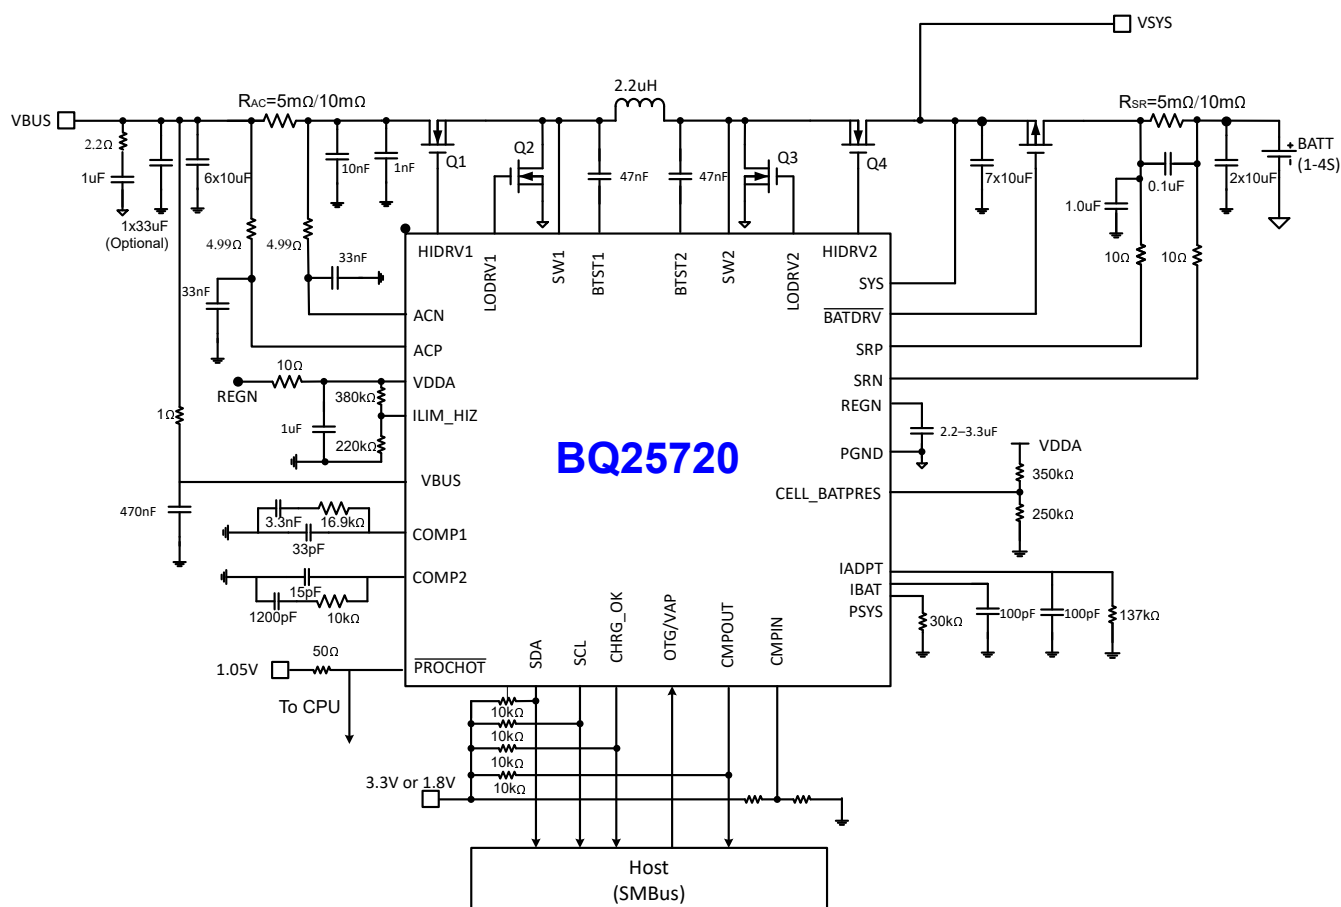 VSYS
2.2uH
RAC=5mΩ/10mΩ
RSR=5mΩ/10mΩ
VBUS
2.2Ω
1uF
6x10uF
10nF
1nF
Q1
Q2
47nF
47nF
Q3
Q4
7x10uF
0.1uF
1.0uF
2x10uF
BATT
(1-4S)
1x33uF
(Optional)
4.99Ω
4.99Ω
10Ω
10Ω
33nF
33nF
HIDRV1
LODRV1
SW1
BTST1
BTST2
SW2
LODRV2
HIDRV2
SYS
BATDRV
SRP
SRN
REGN
PGND
CELL_BATPRES
IADPT
IBAT
PSYS
ACN
ACP
VDDA
ILIM_HIZ
VBUS
COMP1
COMP2
PROCHOT
BQ25720
10Ω
REGN
380kΩ
1uF
220kΩ
1Ω
470nF
3.3nF
16.9kΩ
33pF
15pF
1200pF
10kΩ
2.2–3.3uF
VDDA
350kΩ
250kΩ
30kΩ
100pF
100pF
137kΩ
1.05V
50Ω
To CPU
SDA
SCL
CHRG_OK
OTG/VAP
CMPOUT
CMPIN
10kΩ
10kΩ
10kΩ
10kΩ
3.3V or 1.8V
Host
(SMBus)